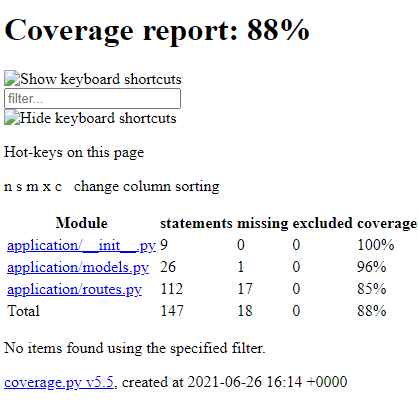 Coverage report: 88%
Show keyboard shortcuts
filter...
Hide keyboard shortcuts
Hot-keys on this page
n s m x c change column sorting
Module statements missing excluded coverage
application/__init__.py 9 0 0 100%
application/models.py 26 1 0 96%
application/routes.py 112 17 0 85%
Total 147 18 0 88%
No items found using the specified filter.
coverage.py v5.5, created at 2021-06-26 16:14 +0000